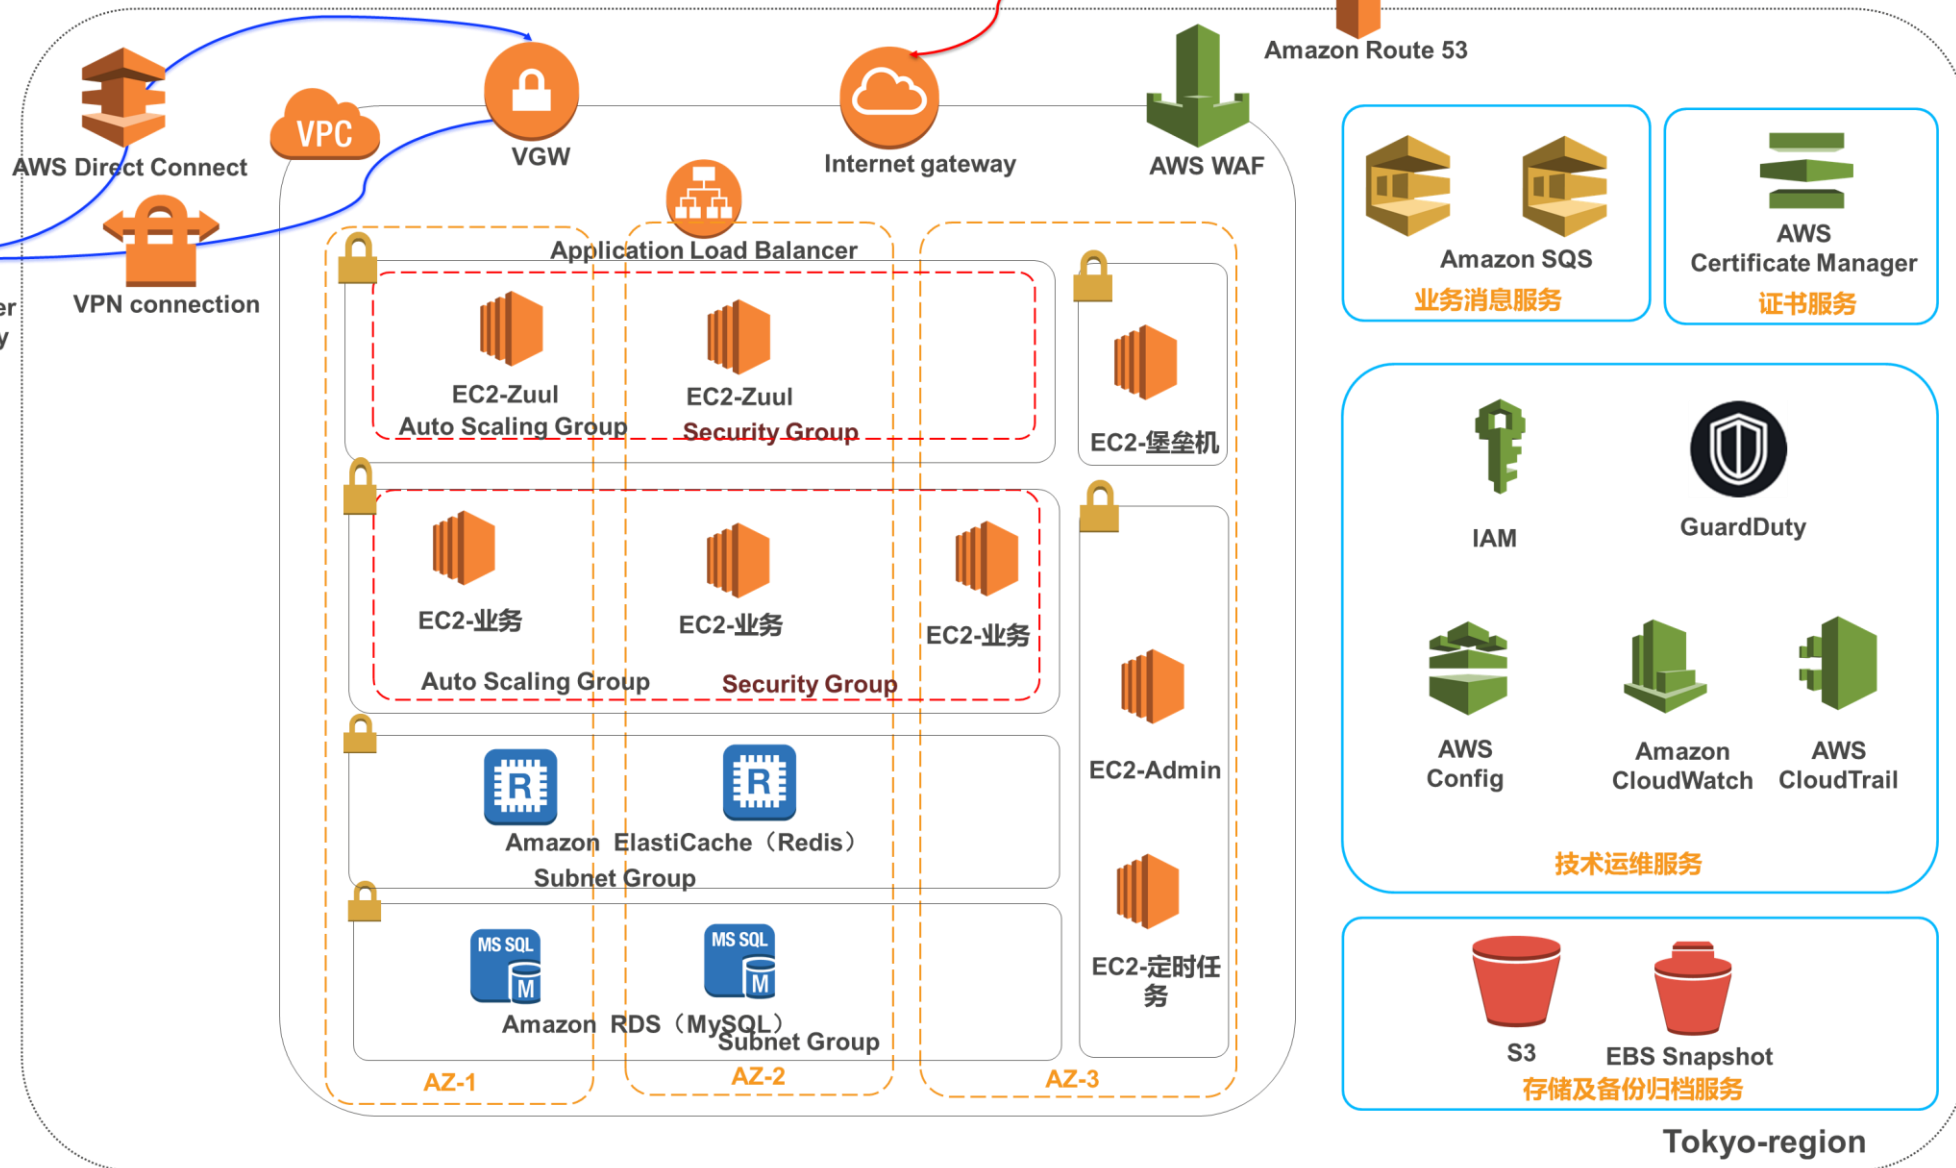 Amazon Route 53
AWS Direct Connect
VPC
VGW
Internet gateway
AWS WAF
VPN connection
er
y
Application Load Balancer
EC2-Zuul
EC2-Zuul
Auto Scaling Group
Security Group
EC2-堡垒机
EC2-业务
EC2-业务
EC2-业务
Auto Scaling Group
Security Group
R
R
Amazon ElastiCache（Redis）
Subnet Group
EC2-Admin
MS SQL
M
MS SQL
M
Amazon RDS（MySQL）
Subnet Group
EC2-定时任
务
AZ-1
AZ-2
AZ-3
Amazon SQS
业务消息服务
AWS
Certificate Manager
证书服务
IAM
GuardDuty
AWS
Config
Amazon
CloudWatch
AWS
CloudTrail
技术运维服务
S3
EBS Snapshot
存储及备份归档服务
Tokyo-region